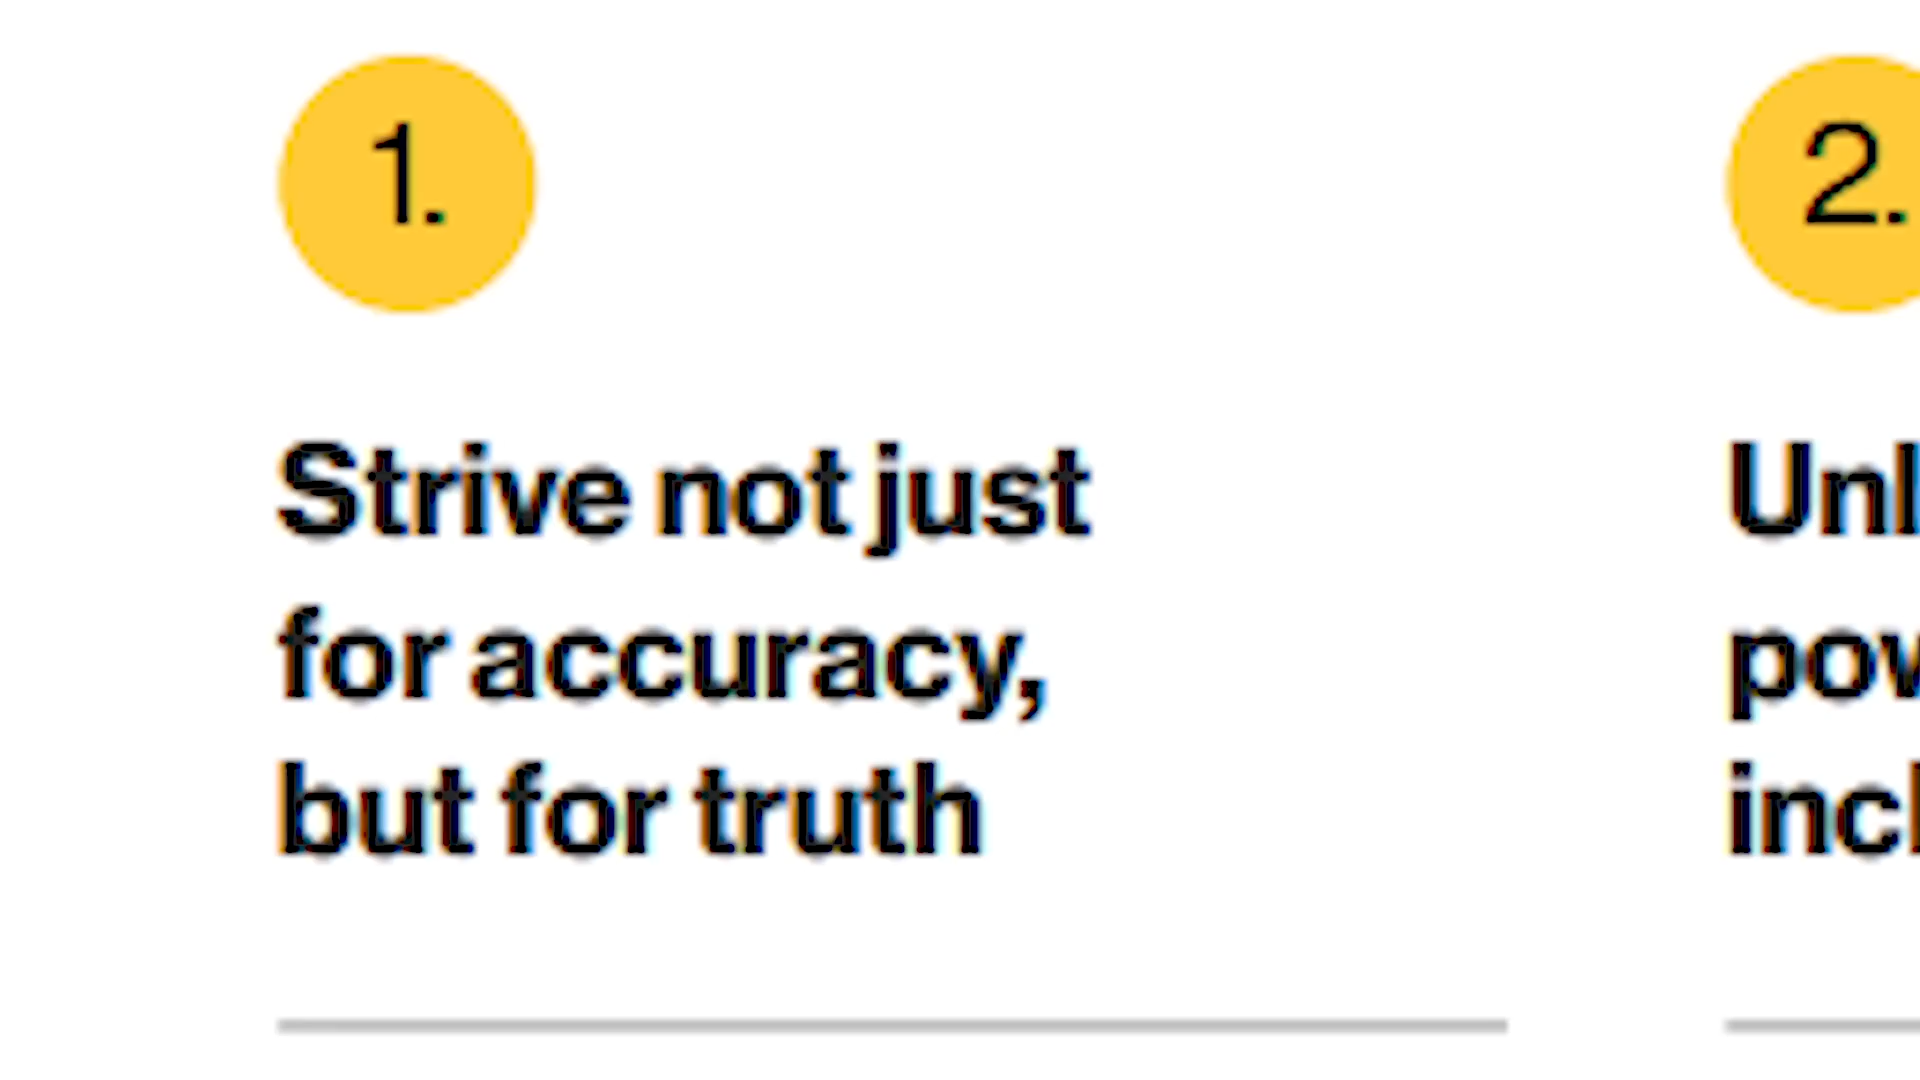 1.
Strive not just
for accuracy,
but for truth
2.